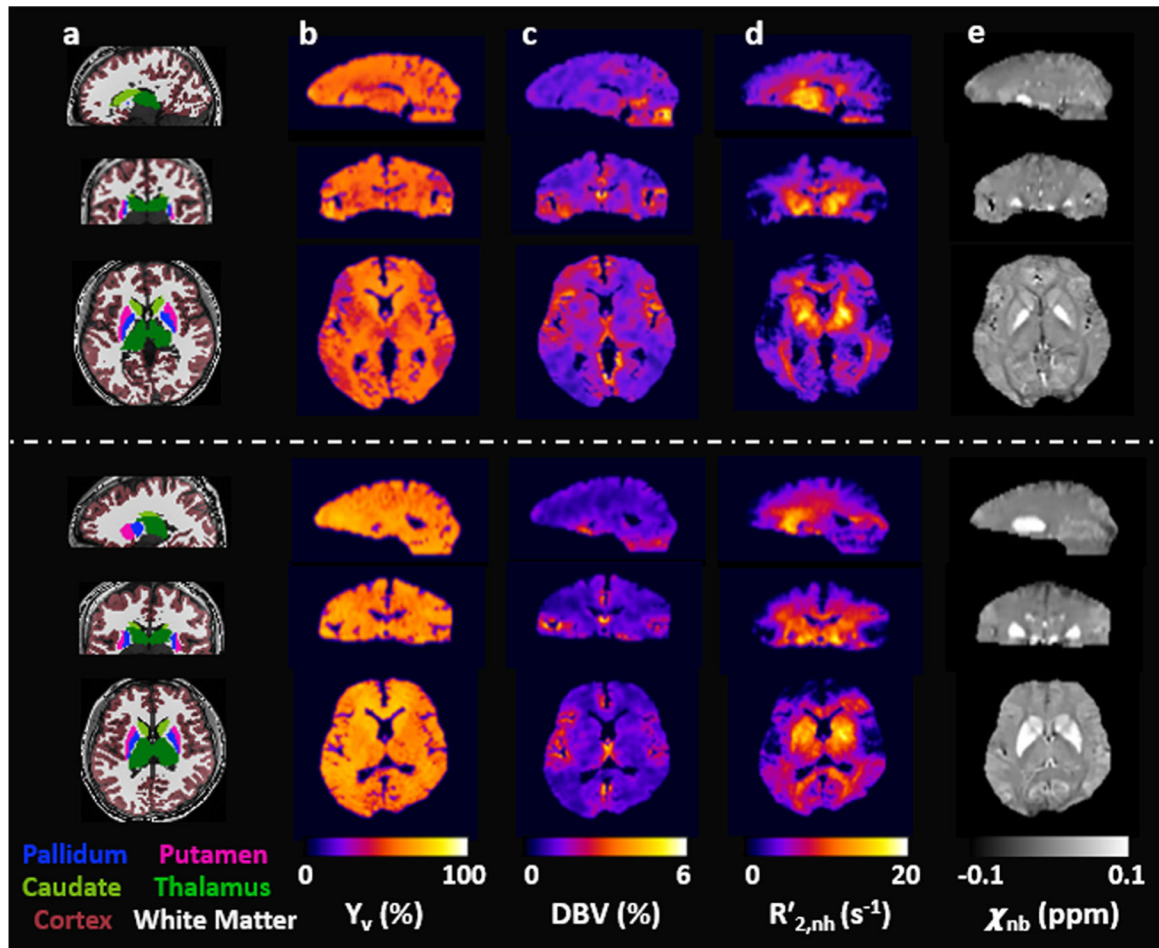 a b c d e
Pallidum Putamen
Caudate Thalamus
Cortex White Matter
0 100 0 6 0 20 -0.1 0.1
Yv (%) DBV (%) R′2,nh (s-1) χnb (ppm)